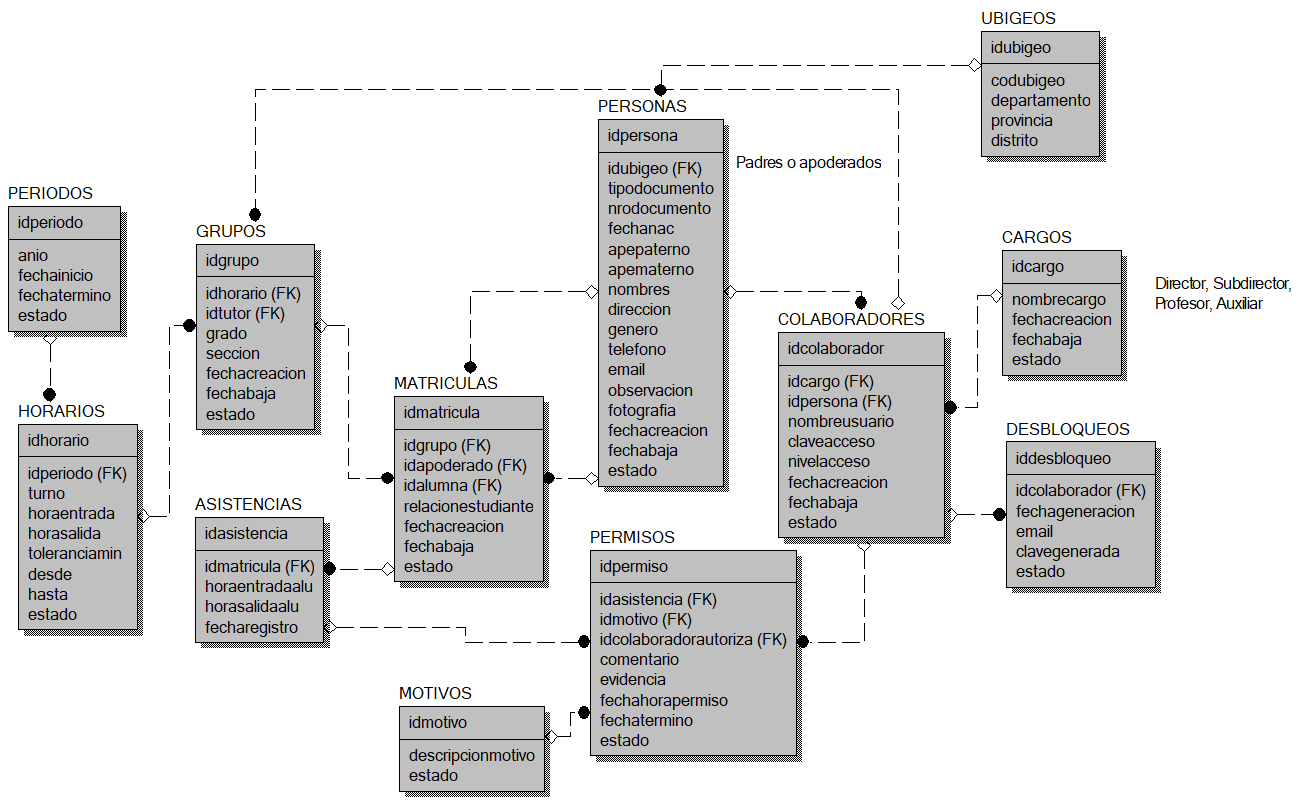 UBIGEOS
idubigeo
codubigeo
departamento
provincia
distrito
PERSONAS
idpersona
idubigeo (FK)
tipodocumento
nrodocumento
fechanac
apepaterno
apematerno
nombres
direccion
genero
telefono
email
observacion
fotografia
fechacreacion
fechabaja
estado
Padres o apoderados
PERIODOS
idperiodo
anio
fechainicio
fechatermino
estado
GRUPOS
idgrupo
idhorario (FK)
idtutor (FK)
grado
seccion
fechacreacion
fechabaja
estado
CARGOS
idcargo
nombrecargo
fechacreacion
fechabaja
estado
Director, Subdirector,
Profesor, Auxiliar
COLABORADORES
idcolaborador
idcargo (FK)
idpersona (FK)
nombreusuario
claveacceso
nivelacceso
fechacreacion
fechabaja
estado
MATRICULAS
idmatricula
idgrupo (FK)
idapoderado (FK)
idalumna (FK)
relacionestudiante
fechacreacion
fechabaja
estado
HORARIOS
idhorario
idperiodo (FK)
turno
horaentrada
horasalida
toleranciamin
desde
hasta
estado
DESBLOQUEOS
iddesbloqueo
idcolaborador (FK)
fechageneracion
email
clavegenerada
estado
ASISTENCIAS
idasistencia
idmatricula (FK)
horaentradaalu
horasalidaalu
fecharegistro
PERMISOS
idpermiso
idasistencia (FK)
idmotivo (FK)
idcolaboradorautoriza (FK)
comentario
evidencia
fechahorapermiso
fechatermino
estado
MOTIVOS
idmotivo
descripcionmotivo
estado